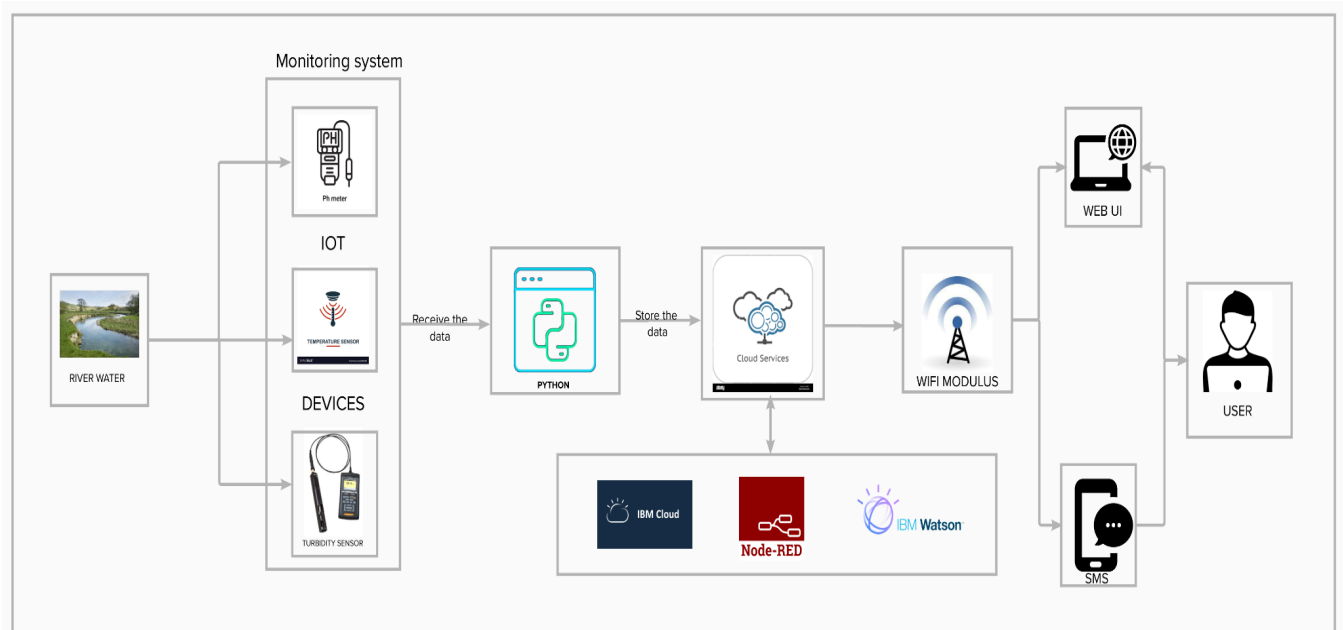 Monitoring system
PH
Ph meter
IOT
TEMPERATURE SENSOR
DEVICES
TURBIDITY SENSOR
RIVER WATER
Receive the
data
PYTHON
Store the
data
Cloud Services
WIFI MODULUS
WEB UI
USER
SMS
IBM Cloud
Node-RED
IBM Watson